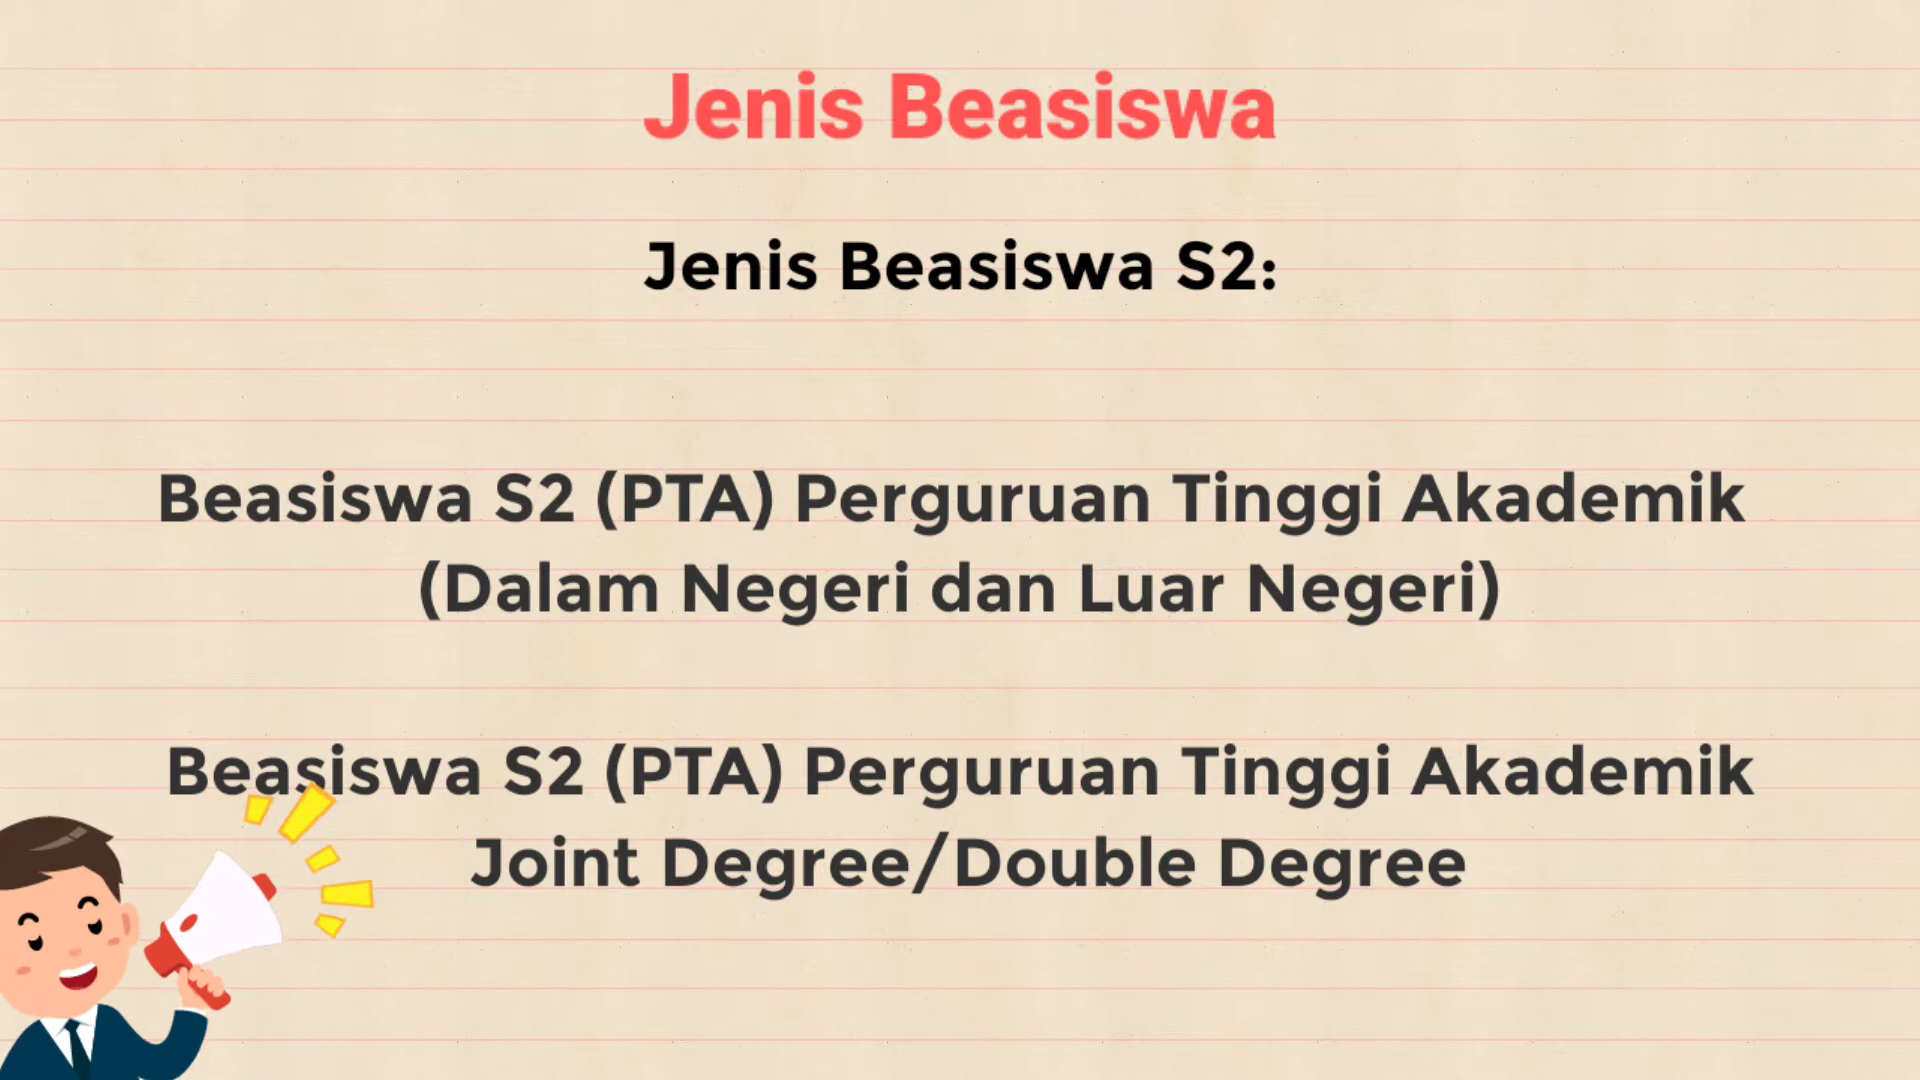 Jenis Beasiswa
Jenis Beasiswa S2:
Beasiswa S2 (PTA) Perguruan Tinggi Akademik
(Dalam Negeri dan Luar Negeri)
Beasiswa S2 (PTA) Perguruan Tinggi Akademik
Joint Degree/Double Degree